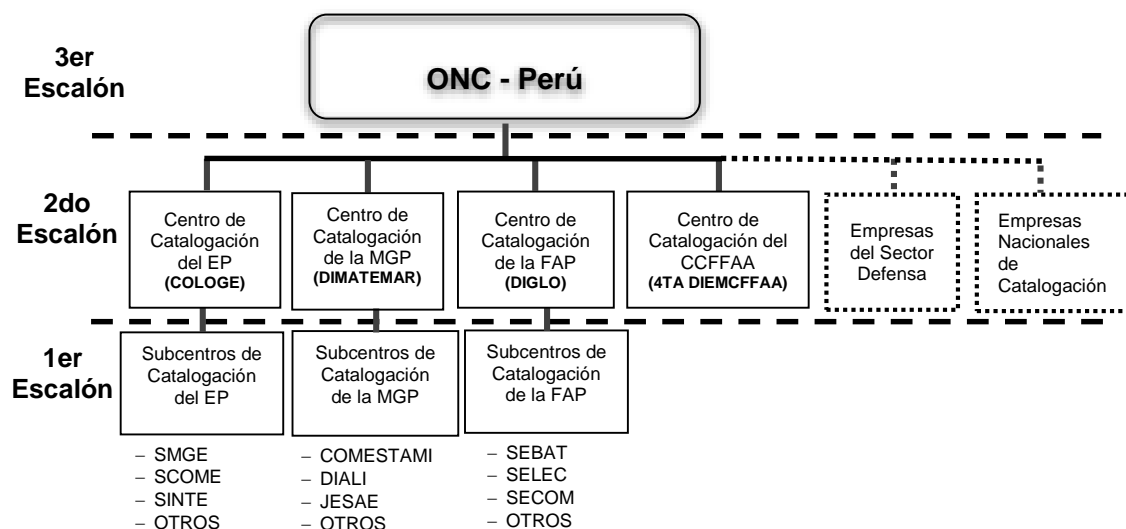 3er
Escalón
ONC - Perú
2do
Escalón
Centro de
Catalogación
del EP
(COLOGE)
Centro de
Catalogación
de la MGP
(DIMATEMAR)
Centro de
Catalogación
de la FAP
(DIGLO)
Centro de
Catalogación del
CCFFAA
(4TA DIEMCFFAA)
Empresas
del Sector
Defensa
Empresas
Nacionales
de
Catalogación
1er
Escalón
Subcentros de
Catalogación
del EP
Subcentros de
Catalogación
de la MGP
Subcentros de
Catalogación
de la FAP
– SMGE
– SCOME
– SINTE
– OTROS
– COMESTAMI
– DIALI
– JESAE
– OTROS
– SEBAT
– SELEC
– SECOM
– OTROS